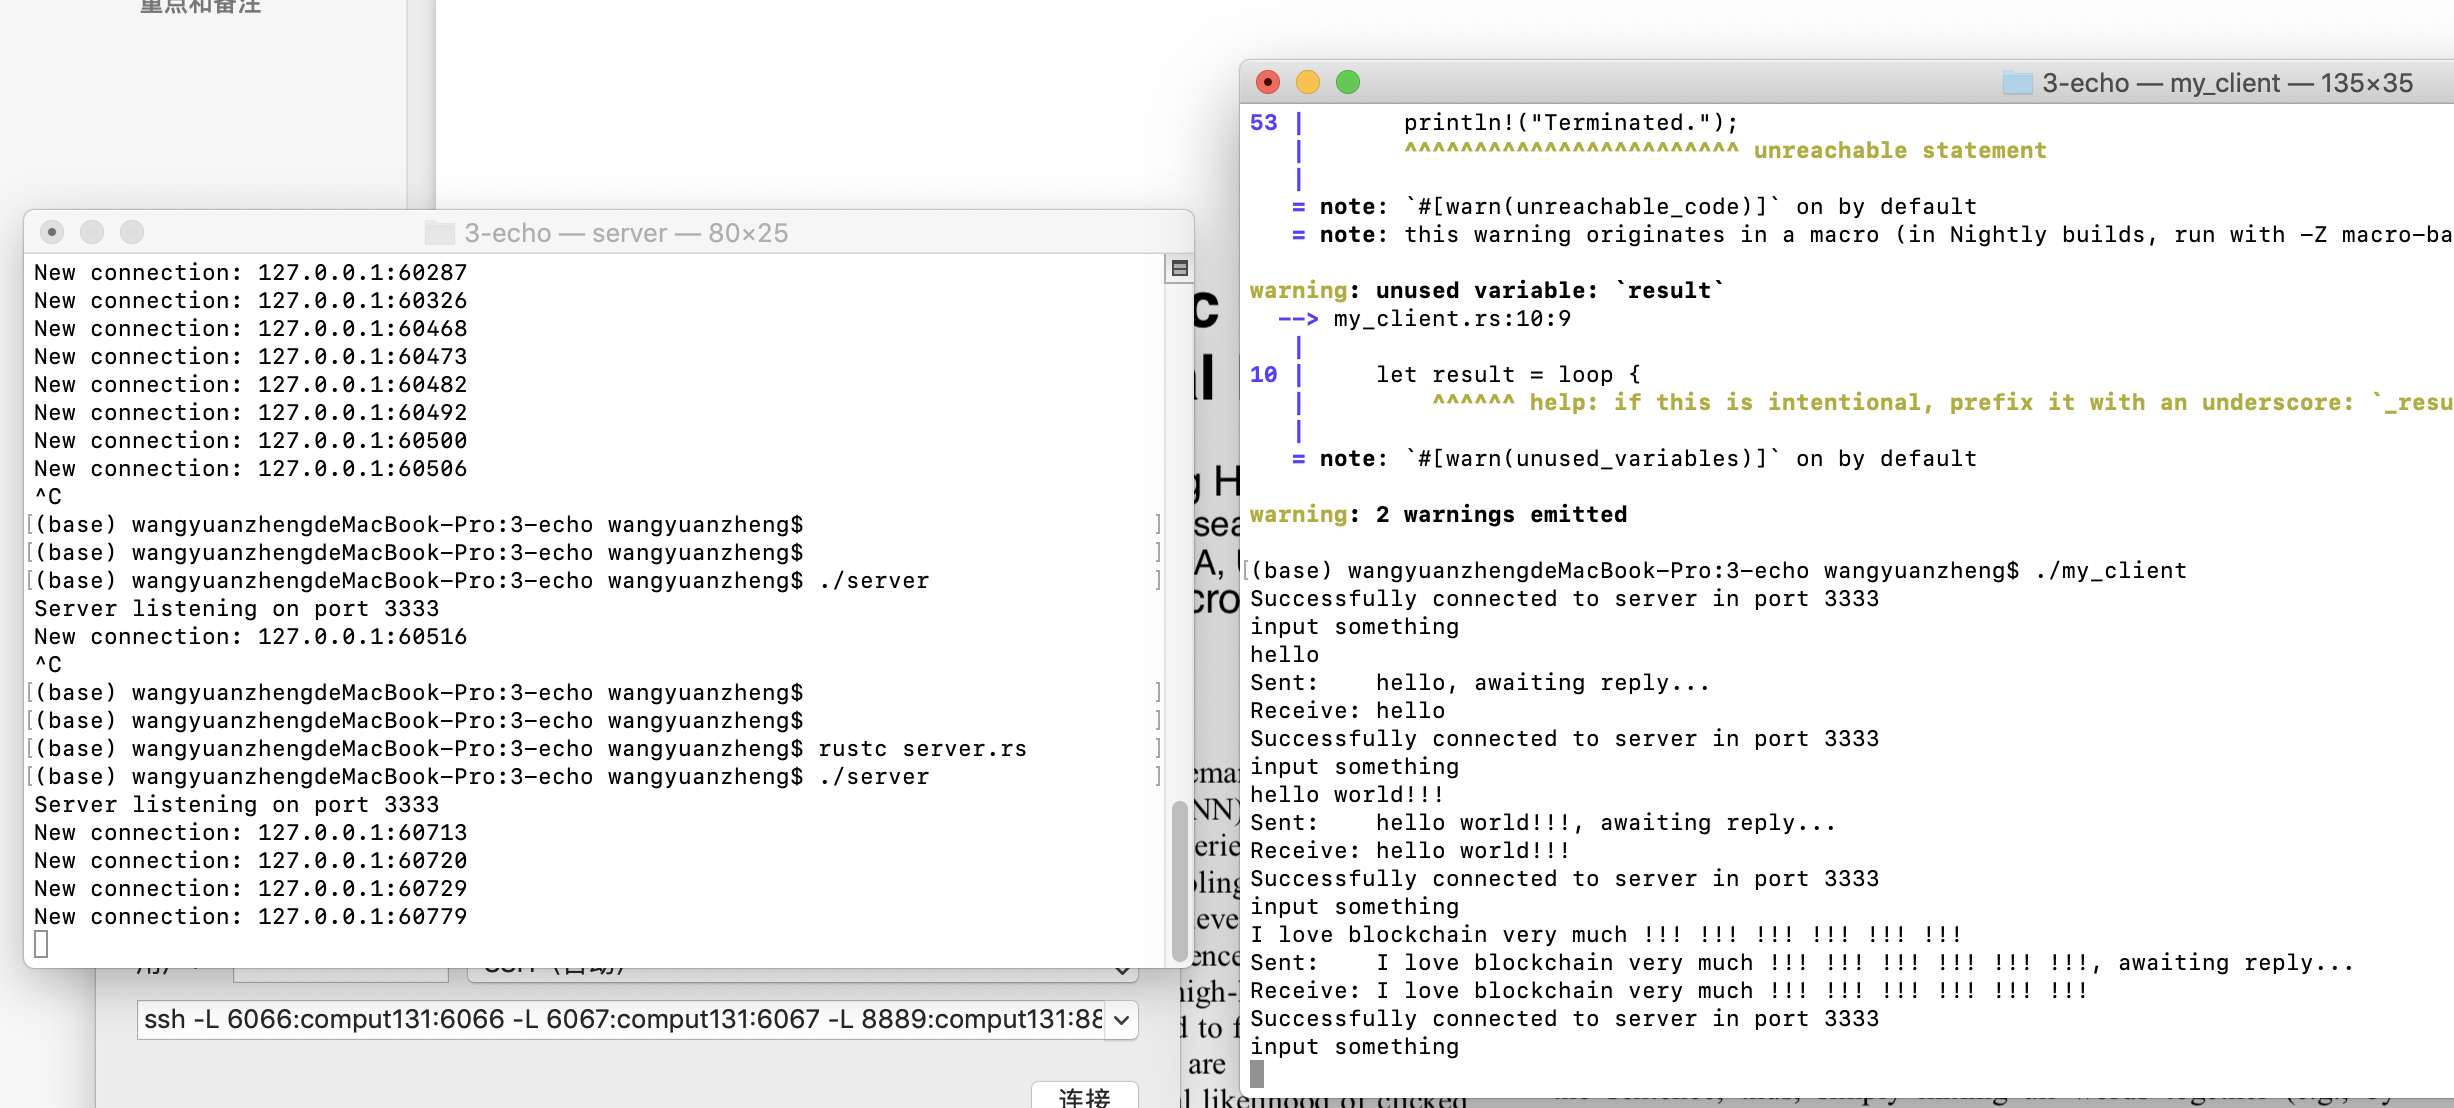 重点和备注
3-echo — server — 80×25
New connection: 127.0.0.1:60287
New connection: 127.0.0.1:60326
New connection: 127.0.0.1:60468
New connection: 127.0.0.1:60473
New connection: 127.0.0.1:60482
New connection: 127.0.0.1:60492
New connection: 127.0.0.1:60500
New connection: 127.0.0.1:60506
^C
[(base) wangyuanzhengdeMacBook-Pro:3-echo wangyuanzheng$ ]
[(base) wangyuanzhengdeMacBook-Pro:3-echo wangyuanzheng$ ]
[(base) wangyuanzhengdeMacBook-Pro:3-echo wangyuanzheng$ ./server ]
Server listening on port 3333
New connection: 127.0.0.1:60516
^C
[(base) wangyuanzhengdeMacBook-Pro:3-echo wangyuanzheng$ ]
[(base) wangyuanzhengdeMacBook-Pro:3-echo wangyuanzheng$ ]
[(base) wangyuanzhengdeMacBook-Pro:3-echo wangyuanzheng$ rustc server.rs ]
[(base) wangyuanzhengdeMacBook-Pro:3-echo wangyuanzheng$ ./server ]
Server listening on port 3333
New connection: 127.0.0.1:60713
New connection: 127.0.0.1:60720
New connection: 127.0.0.1:60729
New connection: 127.0.0.1:60779
ssh -L 6066:comput131:6066 -L 6067:comput131:6067 -L 8889:comput131:88
连接
3-echo — my_client — 135×35
53 | println!("Terminated.");
| ^^^^^^^^^^^^^^^^^^^^^^^^ unreachable statement
|
= note: `#[warn(unreachable_code)]` on by default
= note: this warning originates in a macro (in Nightly builds, run with -Z macro-ba
warning: unused variable: `result`
--> my_client.rs:10:9
|
10 | let result = loop {
| ^^^^^^ help: if this is intentional, prefix it with an underscore: `_resu
|
= note: `#[warn(unused_variables)]` on by default
warning: 2 warnings emitted
[(base) wangyuanzhengdeMacBook-Pro:3-echo wangyuanzheng$ ./my_client
Successfully connected to server in port 3333
input something
hello
Sent: hello, awaiting reply...
Receive: hello
Successfully connected to server in port 3333
input something
hello world!!!
Sent: hello world!!!, awaiting reply...
Receive: hello world!!!
Successfully connected to server in port 3333
input something
I love blockchain very much !!! !!! !!! !!! !!! !!!
Sent: I love blockchain very much !!! !!! !!! !!! !!! !!!, awaiting reply...
Receive: I love blockchain very much !!! !!! !!! !!! !!! !!!
Successfully connected to server in port 3333
input something